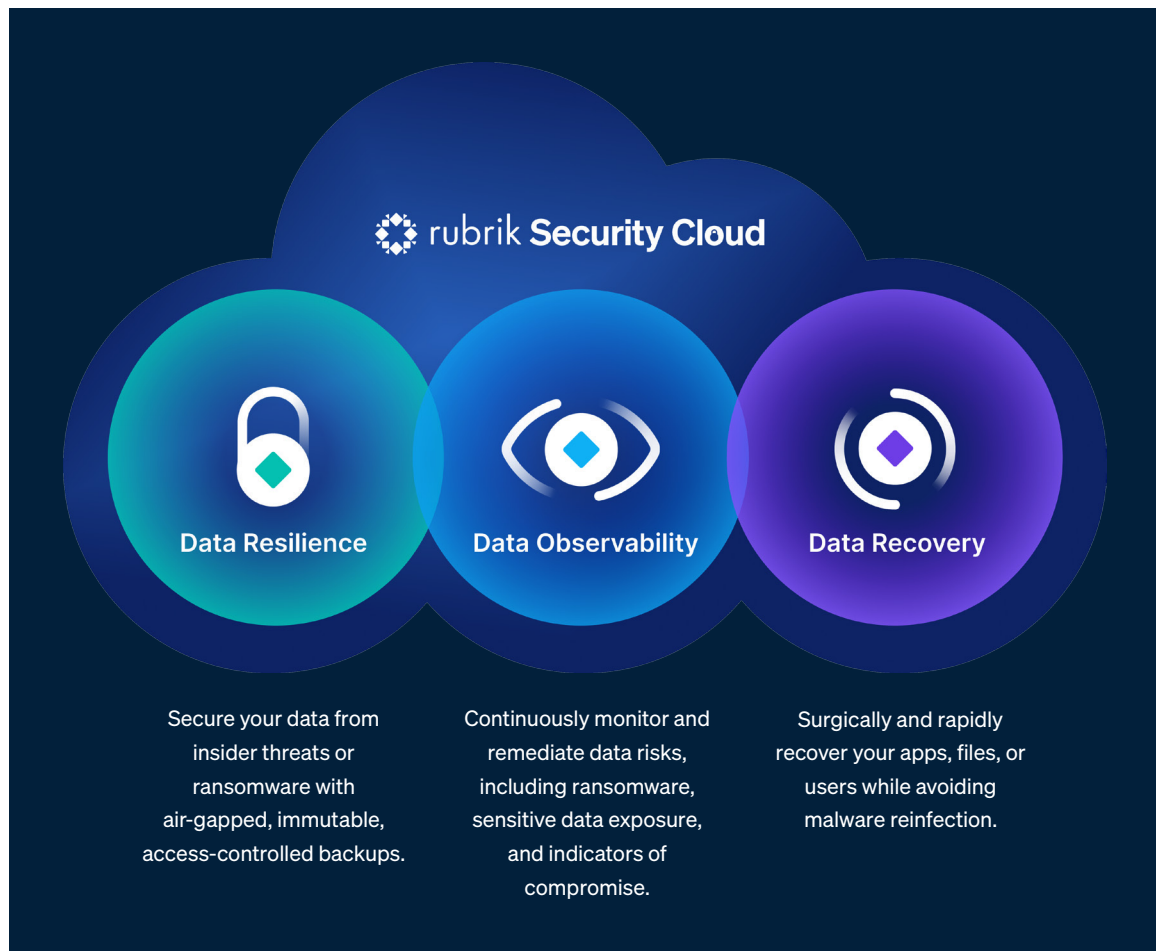 rubrik Security Cloud
Data Resilience
Data Observability
Data Recovery
Secure your data from
insider threats or
ransomware with
air-gapped, immutable,
access-controlled backups.
Continuously monitor and
remediate data risks,
including ransomware,
sensitive data exposure,
and indicators of
compromise.
Surgically and rapidly
recover your apps, files, or
users while avoiding
malware reinfection.